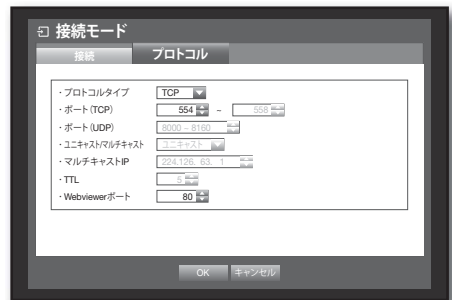 接続モード
接続 プロトコル
・プロトコルタイプ TCP
・ポート(TCP) 554 ~ 558
・ポート(UDP) 8000 ~ 8160
・ユニキャスト/マルチキャスト ユニキャスト
・マルチキャストIP 224.126. 63. 1
・TTL 5
・Webviewerポート 80
OK キャンセル